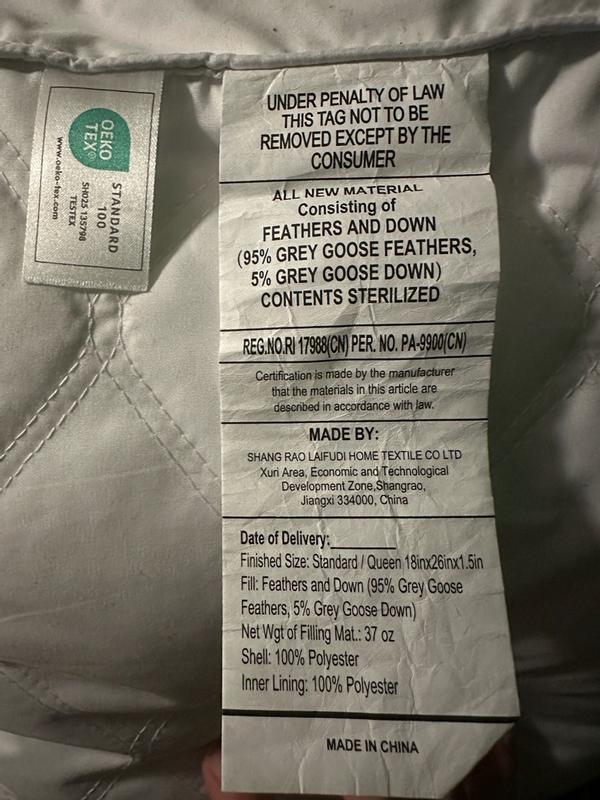 OEKO
TEX®
STANDARD
100
SH025 135798
TESTEX
www.oeko-tex.com
UNDER PENALTY OF LAW
THIS TAG NOT TO BE
REMOVED EXCEPT BY THE
CONSUMER
ALL NEW MATERIAL
Consisting of
FEATHERS AND DOWN
(95% GREY GOOSE FEATHERS,
5% GREY GOOSE DOWN)
CONTENTS STERILIZED
REG.NO.RI 17988(CN) PER. NO. PA-9900(CN)
Certification is made by the manufacturer
that the materials in this article are
described in accordance with law.
MADE BY:
SHANG RAO LAIFUDI HOME TEXTILE CO LTD
Xuri Area, Economic and Technological
Development Zone,Shangrao,
Jiangxi 334000, China
Date of Delivery:________
Finished Size: Standard / Queen 18inx26inx1.5in
Fill: Feathers and Down (95% Grey Goose
Feathers, 5% Grey Goose Down)
Net Wgt of Filling Mat.: 37 oz
Shell: 100% Polyester
Inner Lining: 100% Polyester
MADE IN CHINA